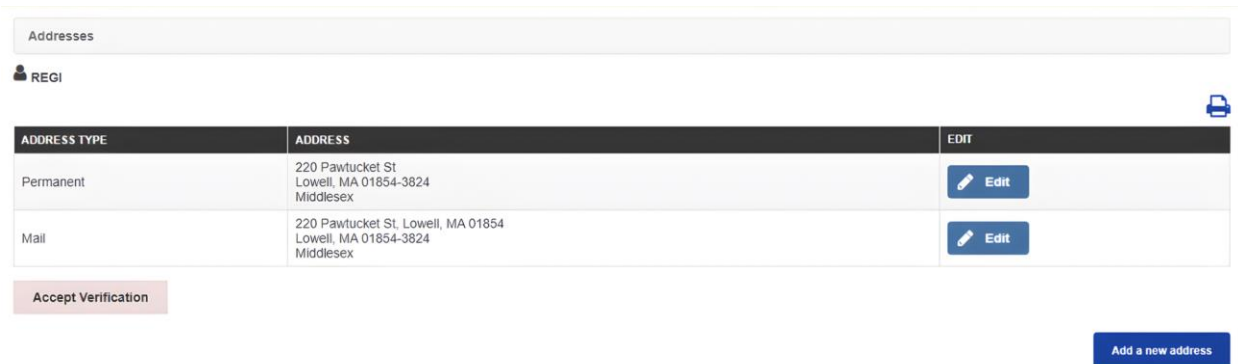 Addresses
REGI
ADDRESS TYPE ADDRESS EDIT
Permanent
220 Pawtucket St
Lowell, MA 01854-3824
Middlesex
Edit
Mail
220 Pawtucket St, Lowell, MA 01854
Lowell, MA 01854-3824
Middlesex
Edit
Accept Verification
Add a new address